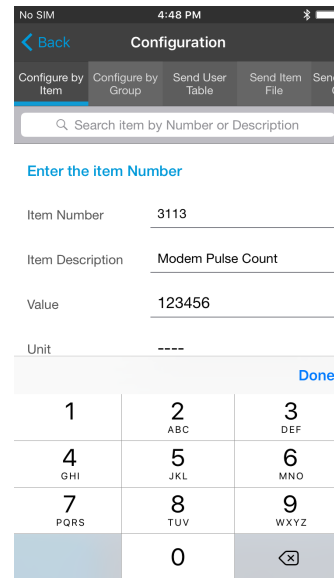 No SIM 4:48 PM
Back Configuration
Configure by Item Configure by Group Send User Table Send Item File
Search item by Number or Description
Enter the item Number
Item Number 3113
Item Description Modem Pulse Count
Value 123456
Unit ----
Done
1 2 3
ABC DEF
4 5 6
GHI JKL MNO
7 8 9
PQRS TUV WXYZ
0